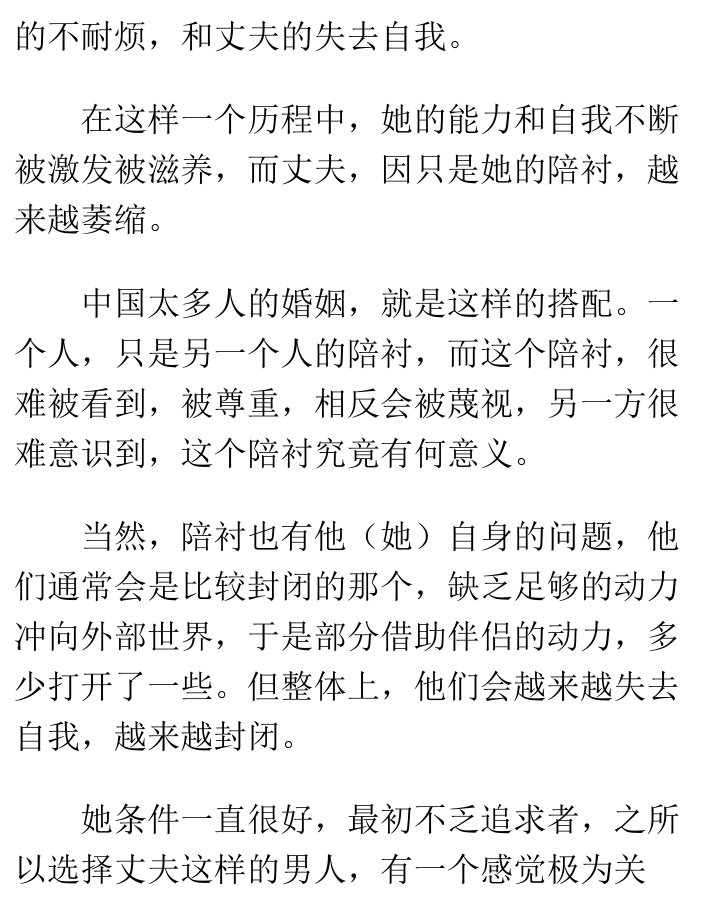 的不耐烦，和丈夫的失去自我。
在这样一个历程中，她的能力和自我不断
被激发被滋养，而丈夫，因只是她的陪衬，越
来越萎缩。
中国太多人的婚姻，就是这样的搭配。一
个人，只是另一个人的陪衬，而这个陪衬，很
难被看到，被尊重，相反会被蔑视，另一方很
难意识到，这个陪衬究竟有何意义。
当然，陪衬也有他（她）自身的问题，他
们通常会是比较封闭的那个，缺乏足够的动力
冲向外部世界，于是部分借助伴侣的动力，多
少打开了一些。但整体上，他们会越来越失去
自我，越来越封闭。
她条件一直很好，最初不乏追求者，之所
以选择丈夫这样的男人，有一个感觉极为关